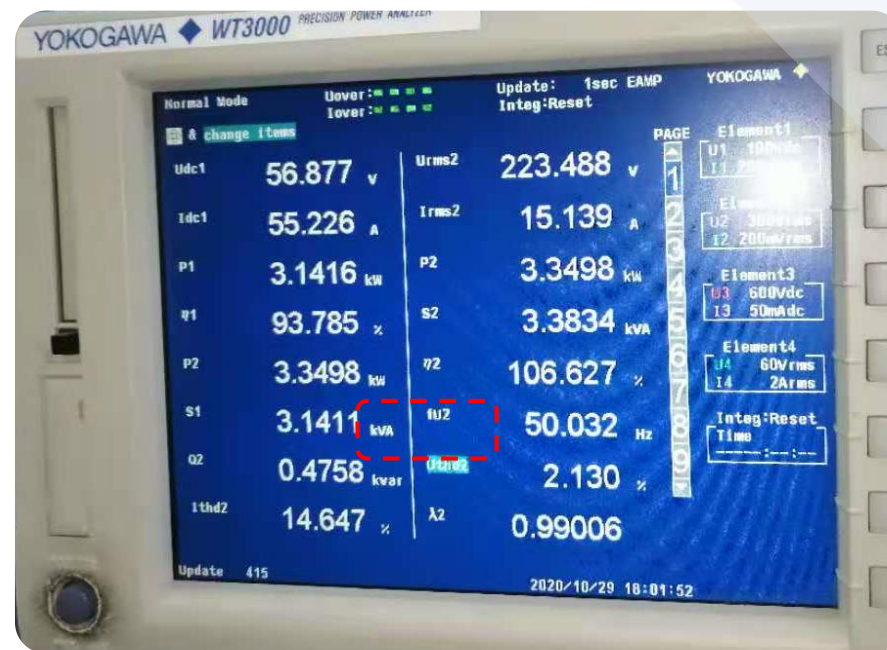 YOKOGAWA ◆ WT3000 PRECISION POWER ANALYZER
Normal Mode Uover: Update: 1sec EAMP YOKOGAWA ◆
Iover: Integ:Reset
& change items PAGE
Udc1 56.877 V Urms2 223.488 V
Idc1 55.226 A Irms2 15.139 A
P1 3.1416 kW P2 3.3498 kW
η1 93.785 % S2 3.3834 kVA
P2 3.3498 kW η2 106.627 %
S1 3.1411 kVA fU2 50.032 Hz
Q2 0.4758 kvar Uthd2 2.130 %
Ithd2 14.647 % λ2 0.99006
1
2
3
4
5
6
7
8
9
Element1
U1
I1
U2
I2 200mVrms
Element3
U3 600Vdc
I3 50mAdc
Element4
U4 60Vrms
I4 2Arms
Integ:Reset
Time
-----:--:--
Update 415
2020/10/29 18:01:52